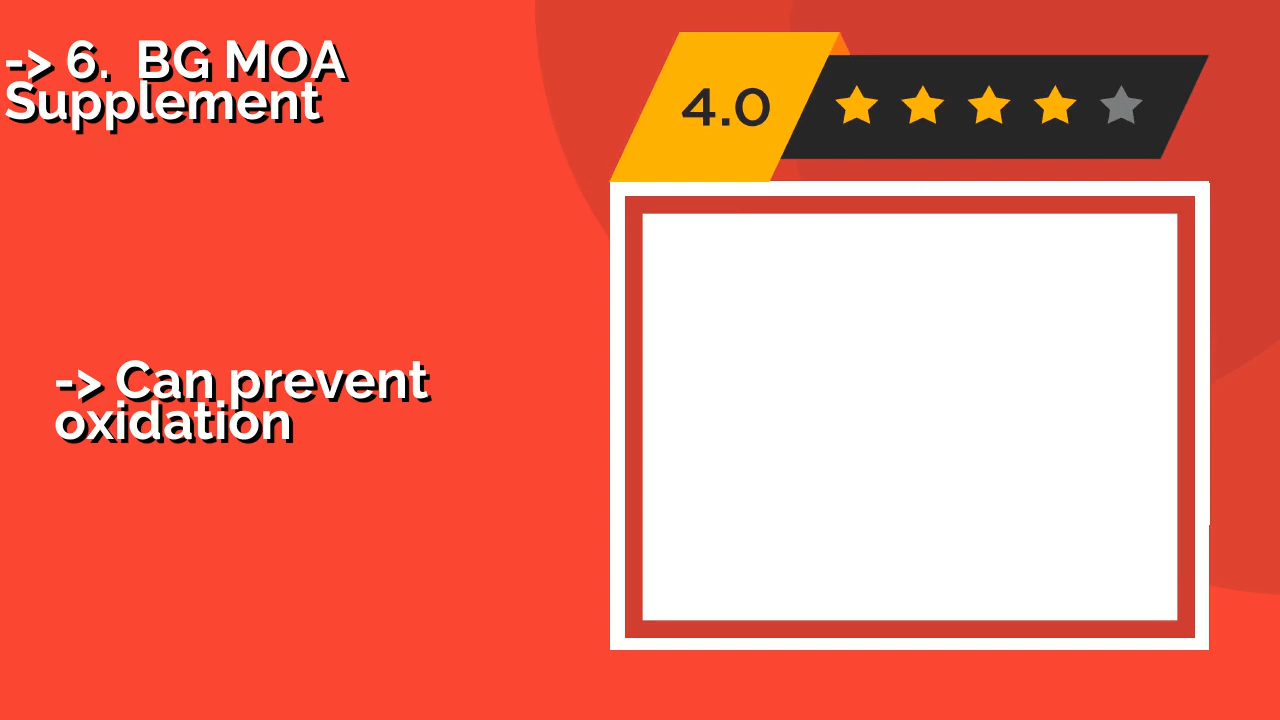 -> 6.  BG MOA
Supplement
4.0
-> Can prevent
oxidation